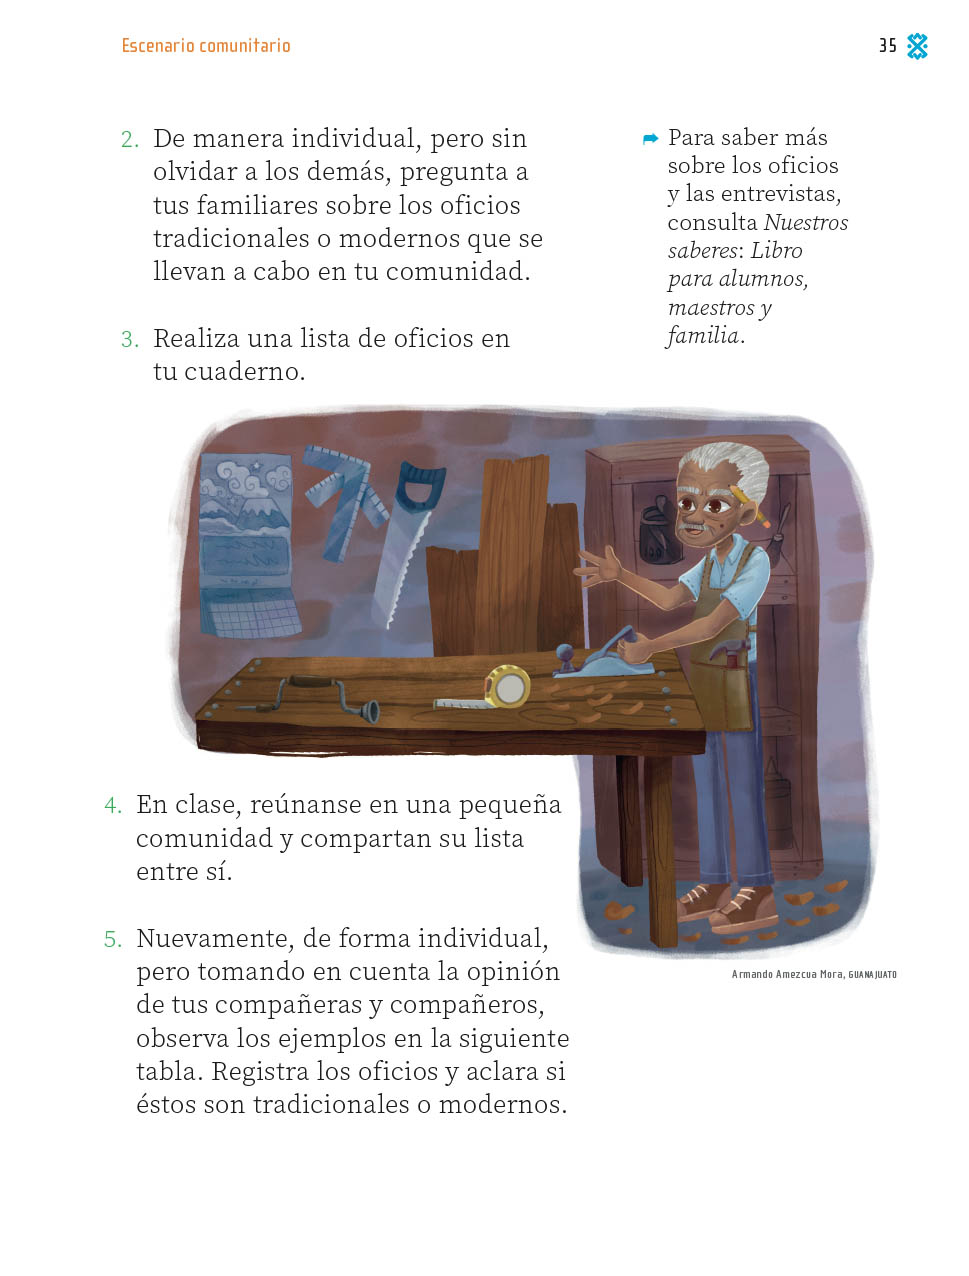 Escenario comunitario
35
2. De manera individual, pero sin
olvidar a los demás, pregunta a
tus familiares sobre los oficios
tradicionales o modernos que se
llevan a cabo en tu comunidad.
3. Realiza una lista de oficios en
tu cuaderno.
Para saber más
sobre los oficios
y las entrevistas,
consulta Nuestros
saberes: Libro
para alumnos,
maestros y
familia.
4. En clase, reúnanse en una pequeña
comunidad y compartan su lista
entre sí.
5. Nuevamente, de forma individual,
pero tomando en cuenta la opinión
de tus compañeras y compañeros,
observa los ejemplos en la siguiente
tabla. Registra los oficios y aclara si
éstos son tradicionales o modernos.
Armando Amezcua Mora, GUANAJUATO